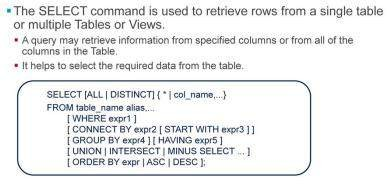 ▪ The SELECT command is used to retrieve rows from a single table
or multiple Tables or Views.
▪ A query may retrieve information from specified columns or from all of the
columns in the Table.
▪ It helps to select the required data from the table.
SELECT [ALL | DISTINCT] { * | col_name,...}
FROM table_name alias,...
[ WHERE expr1 ]
[ CONNECT BY expr2 [ START WITH expr3 ] ]
[ GROUP BY expr4 ] [ HAVING expr5 ]
[ UNION | INTERSECT | MINUS SELECT ... ]
[ ORDER BY expr | ASC | DESC ];